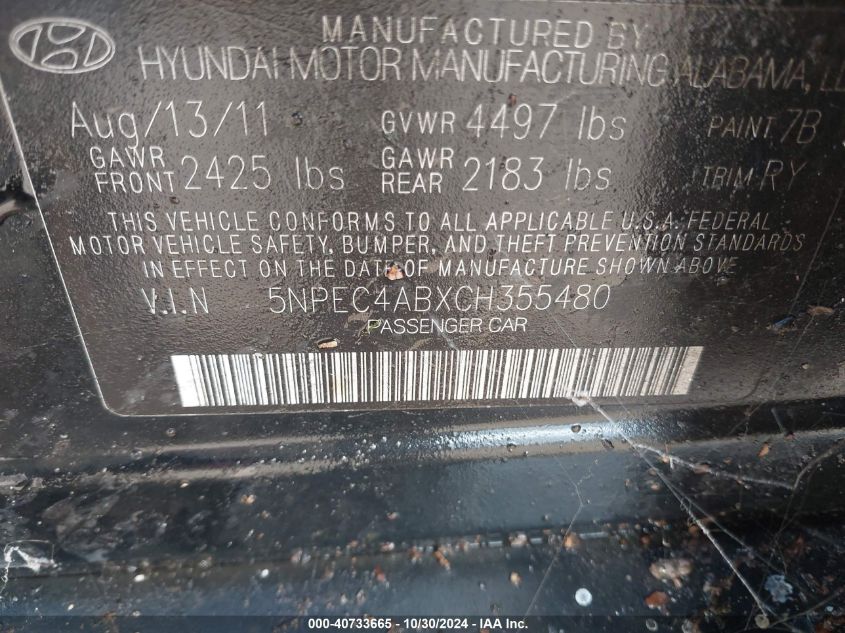 MANUFACTURED BY
HYUNDAI MOTOR MANUFACTURING ALABAMA, LL
Aug/13/11 GVWR 4497 lbs PAINT 7B
GAWR FRONT 2425 lbs GAWR REAR 2183 lbs TRIM RY
THIS VEHICLE CONFORMS TO ALL APPLICABLE U.S.A. FEDERAL
MOTOR VEHICLE SAFETY, BUMPER, AND THEFT PREVENTION STANDARDS
IN EFFECT ON THE DATE OF MANUFACTURE SHOWN ABOVE
V.I.N 5NPEC4ABXCH355480
PASSENGER CAR
000-40733665 - 10/30/2024 - IAA Inc.